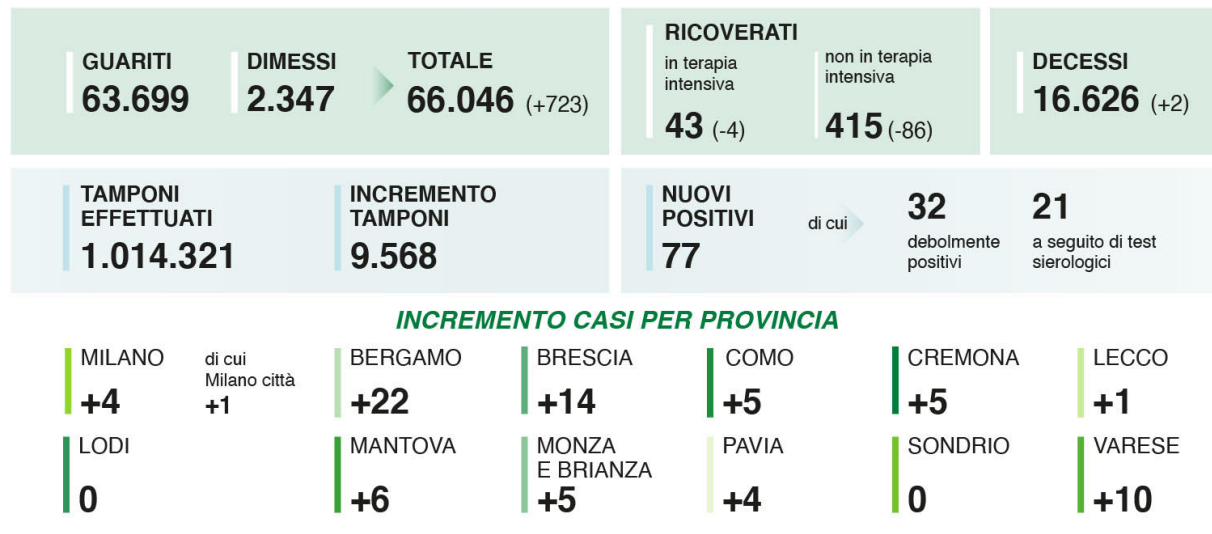 GUARITI
63.699
DIMESSI
2.347
TOTALE
66.046 (+723)
RICOVERATI
in terapia
intensiva
43 (-4)
non in terapia
intensiva
415 (-86)
DECESSI
16.626 (+2)
TAMPONI
EFFETTUATI
1.014.321
INCREMENTO
TAMPONI
9.568
NUOVI
POSITIVI
77
di cui
32
debolmente
positivi
21
a seguito di test
sierologici
INCREMENTO CASI PER PROVINCIA
MILANO
+4
di cui
Milano città
+1
BERGAMO
+22
BRESCIA
+14
COMO
+5
CREMONA
+5
LECCO
+1
LODI
0
MANTOVA
+6
MONZA
E BRIANZA
+5
PAVIA
+4
SONDRIO
0
VARESE
+10